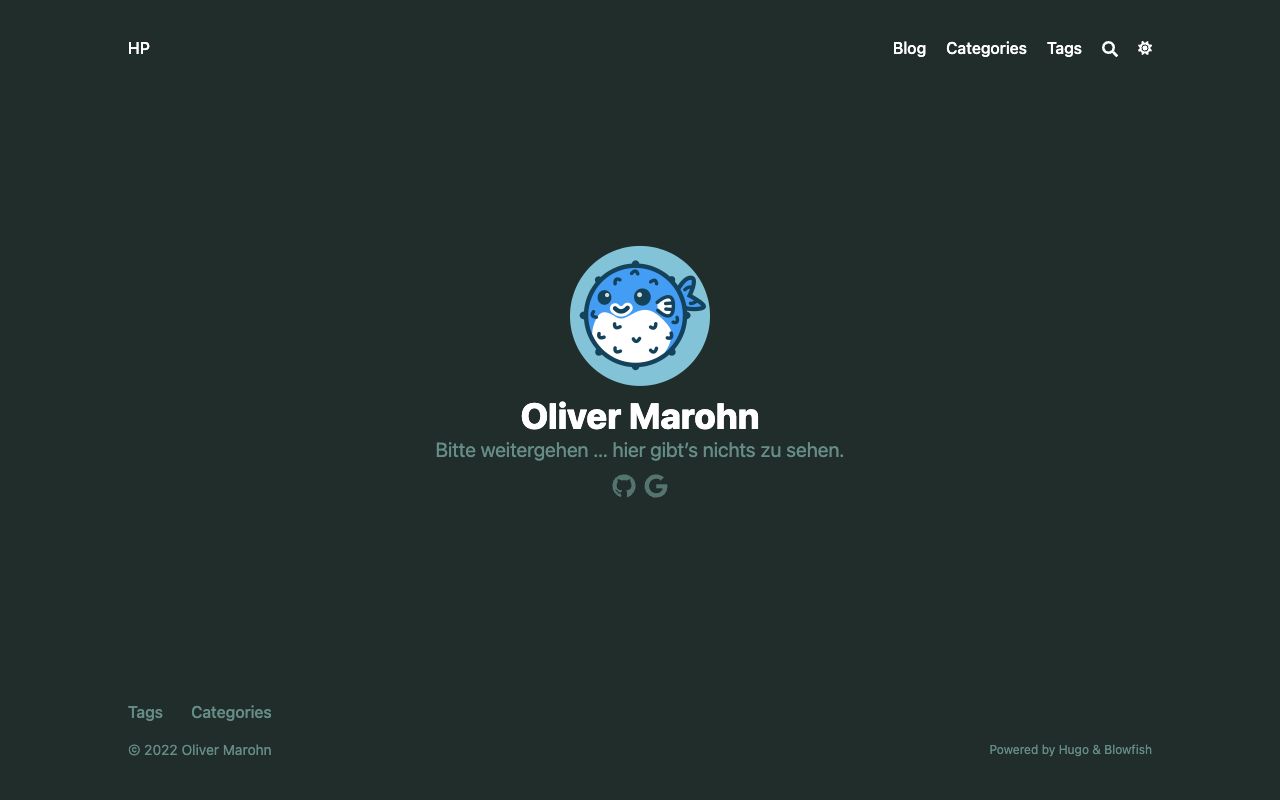 HP
Blog Categories Tags
Oliver Marohn
Bitte weitergehen ... hier gibt’s nichts zu sehen.
Tags Categories
© 2022 Oliver Marohn
Powered by Hugo & Blowfish